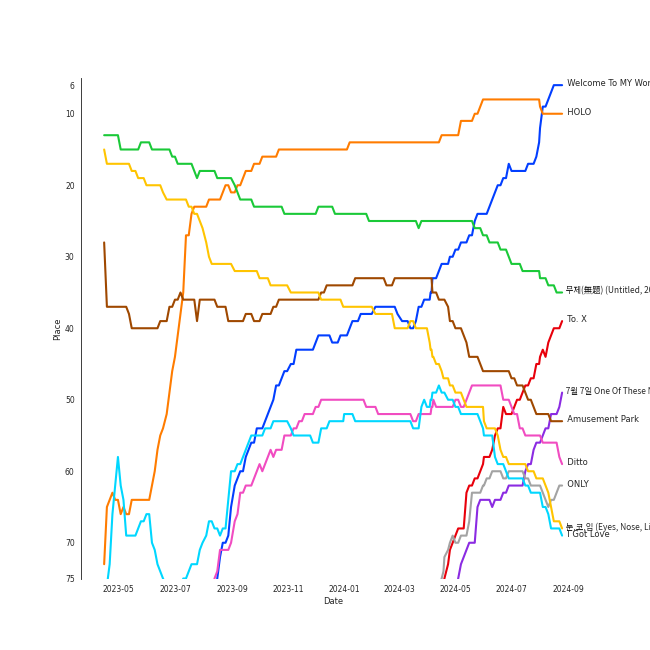 6
10
20
30
40
50
60
70
75
Place
2023-05
2023-07
2023-09
2023-11
2024-01
2024-03
2024-05
2024-07
2024-09
Date
Welcome To MY Wor
HOLO
무제(無題) (Untitled, 20
To. X
7월 7일 One Of These N
Amusement Park
Ditto
ONLY
눈,코,입 (Eyes, Nose, Li
I Got Love